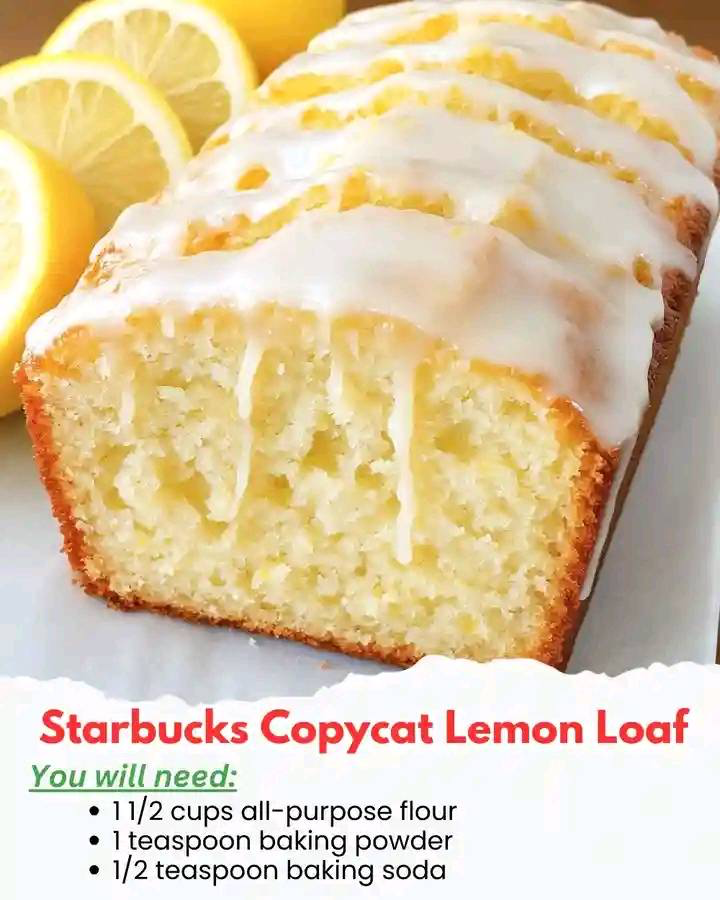 Starbucks Copycat Lemon Loaf
You will need:
• 1 1/2 cups all-purpose flour
• 1 teaspoon baking powder
• 1/2 teaspoon baking soda